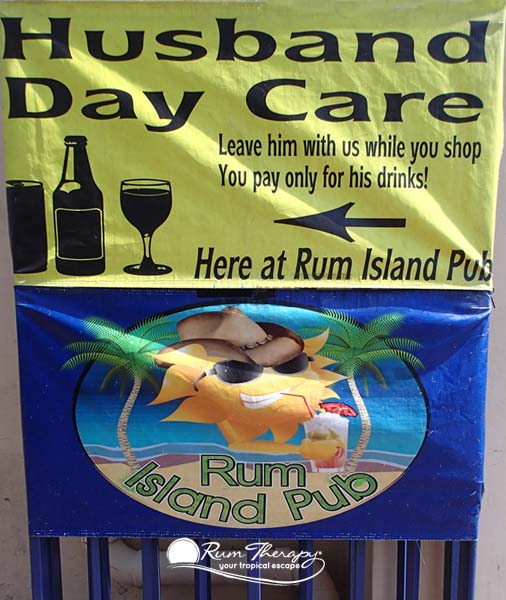 Husband
Day Care
Leave him with us while you shop
You pay only for his drinks!
Here at Rum Island Pub
Rum
Island Pub
Rum Therapy®
your tropical escape